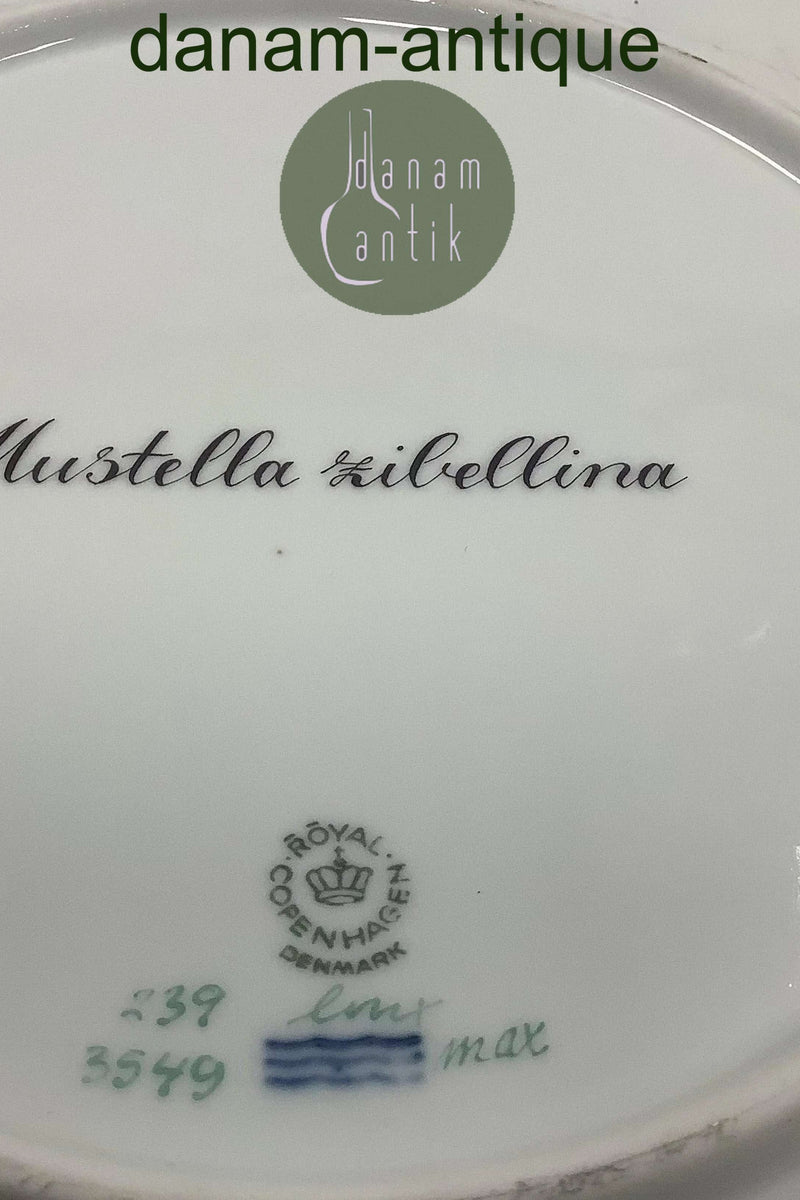 danam-antique
danam
antik
Mustella zibellina
ROYAL
COPENHAGEN
DENMARK
239
3549
max